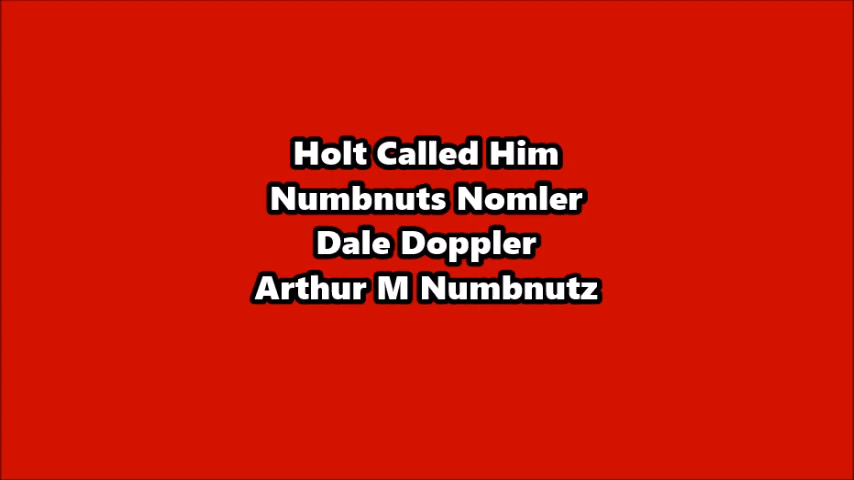 Holt Called Him
Numbnuts Nomler
Dale Doppler
Arthur M Numbnutz